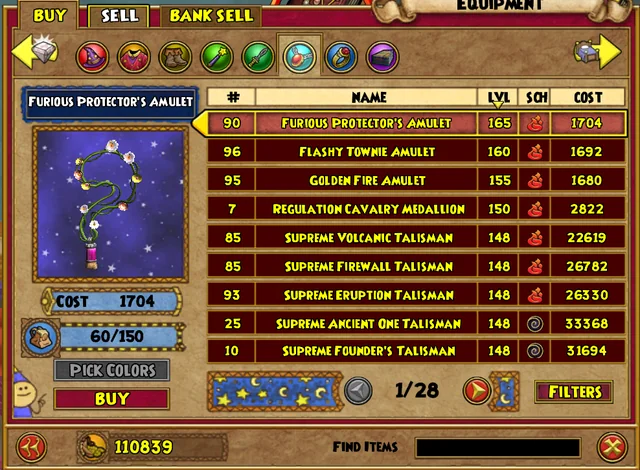 EQUIPMENT
BUY SELL BANK SELL
FURIOUS PROTECTOR'S AMULET
# NAME LVL SCH COST
90 FURIOUS PROTECTOR'S AMULET 165 1704
96 FLASHY TOWNIE AMULET 160 1692
95 GOLDEN FIRE AMULET 155 1680
7 REGULATION CAVALRY MEDALLION 150 2822
85 SUPREME VOLCANIC TALISMAN 148 22619
85 SUPREME FIREWALL TALISMAN 148 26782
93 SUPREME ERUPTION TALISMAN 148 26330
25 SUPREME ANCIENT ONE TALISMAN 148 33368
10 SUPREME FOUNDER'S TALISMAN 148 31694
COST 1704
60/150
PICK COLORS
BUY
1/28
FILTERS
110839
FIND ITEMS